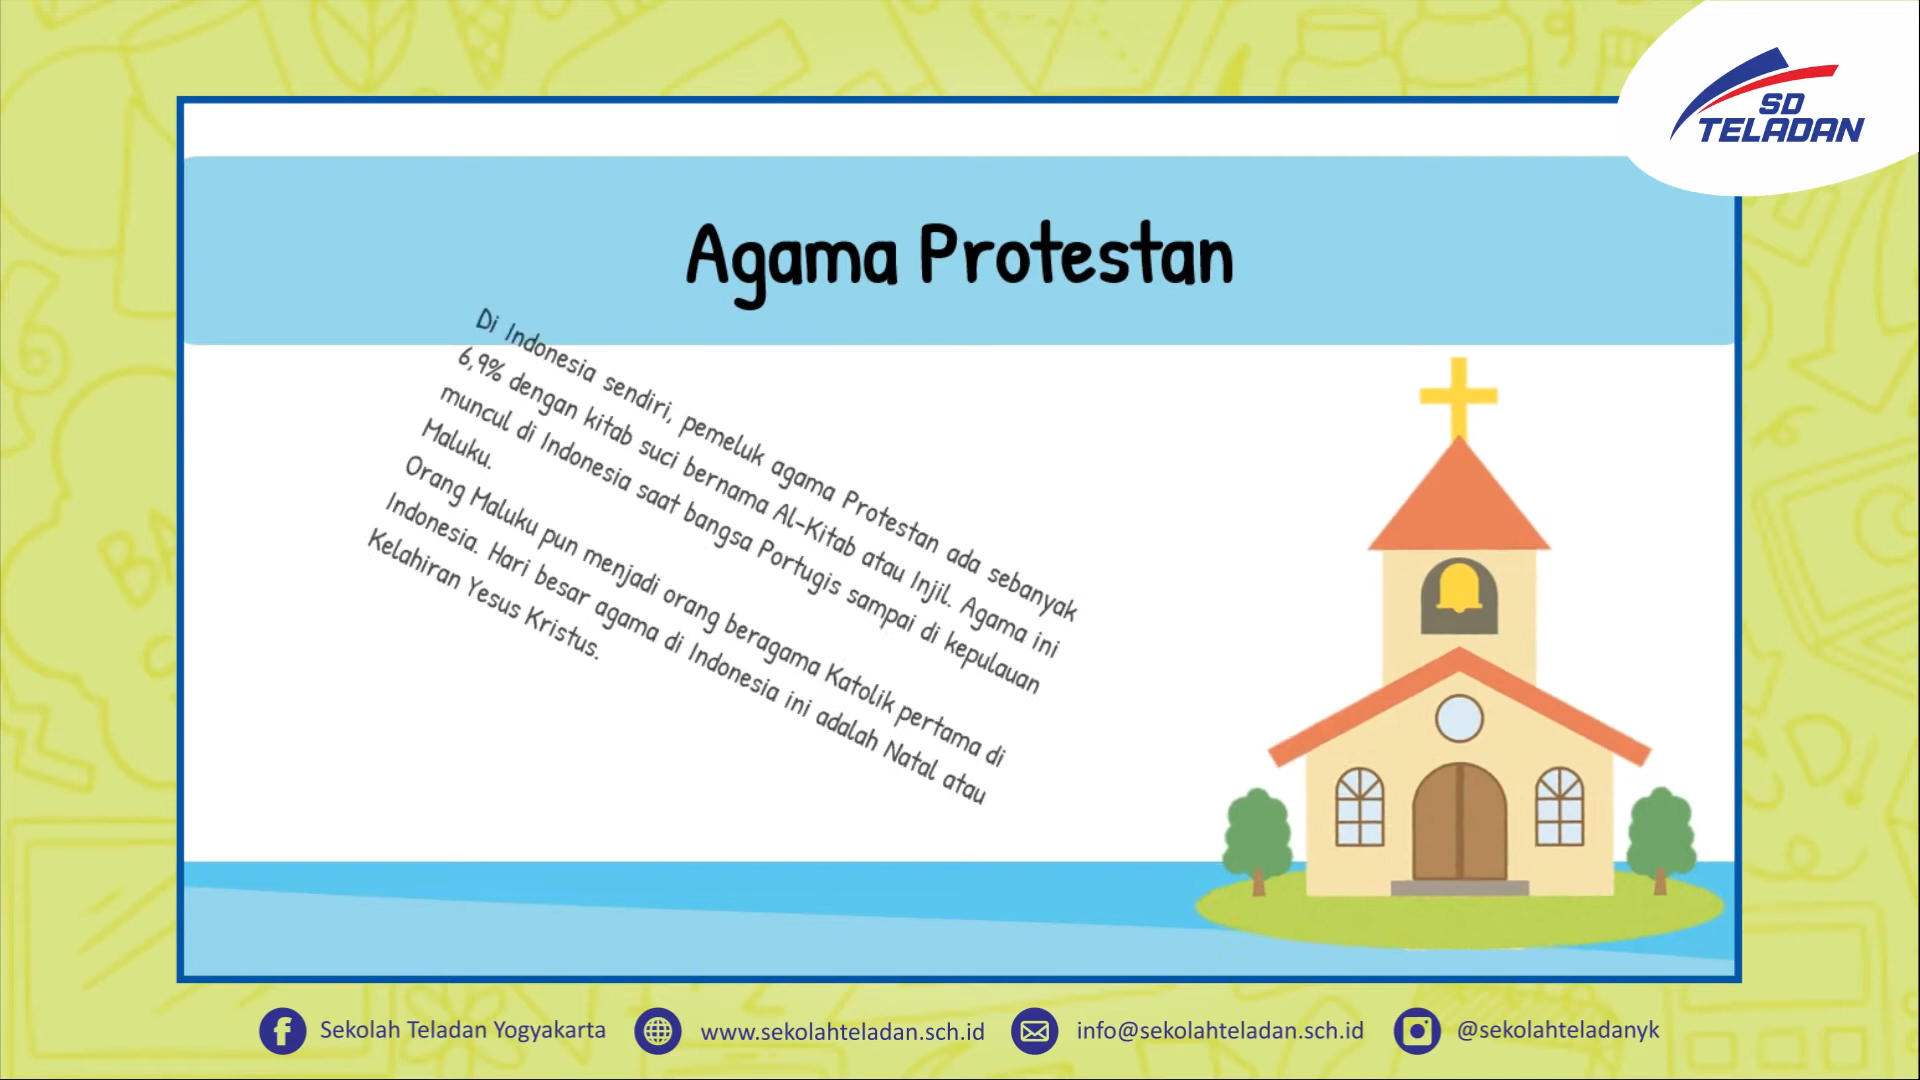 SD
TELADAN
Agama Protestan
Di Indonesia sendiri, pemeluk agama Protestan ada sebanyak
6,9% dengan kitab suci bernama Al-Kitab atau Injil. Agama ini
muncul di Indonesia saat bangsa Portugis sampai di kepulauan
Maluku.
Orang Maluku pun menjadi orang beragama Katolik pertama di
Indonesia. Hari besar agama di Indonesia ini adalah Natal atau
Kelahiran Yesus Kristus.
Sekolah Teladan Yogyakarta
www.sekolahteladan.sch.id
info@sekolahteladan.sch.id
@sekolahteladanyk